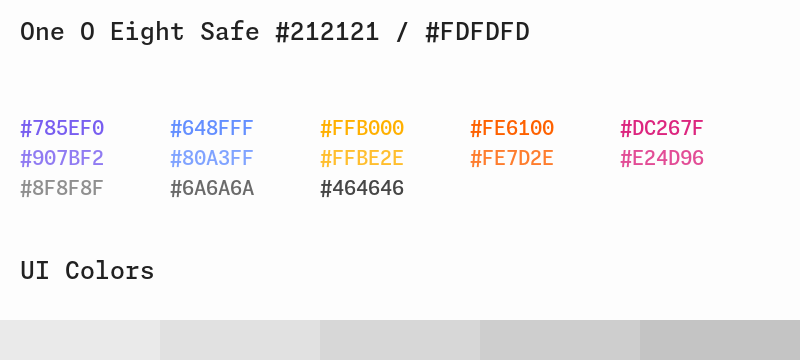 One O Eight Safe #212121 / #FDFDFD
#785EF0 #648FFF #FFB000 #FE6100 #DC267F
#907BF2 #80A3FF #FFBE2E #FE7D2E #E24D96
#8F8F8F #6A6A6A #464646
UI Colors